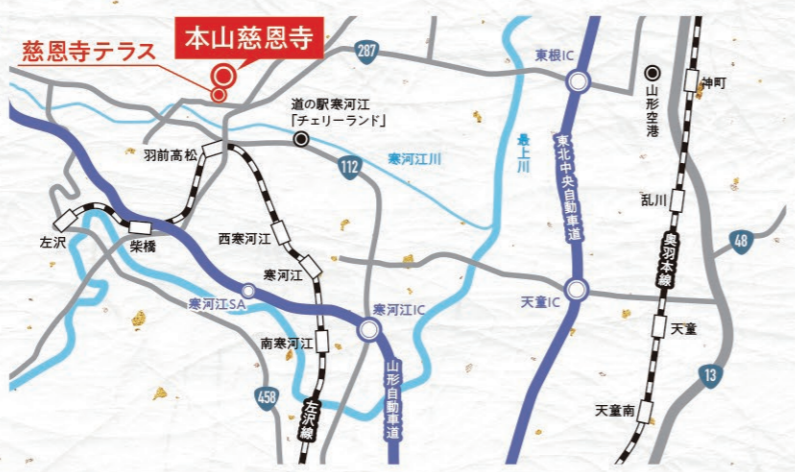 本山慈恩寺
慈恩寺テラス
287
東根IC
神町
山形空港
道の駅寒河江
「チェリーランド」
羽前高松
112
寒河江川
最上川
東北中央自動車道
乱川
左沢
柴橋
西寒河江
48
奥羽本線
寒河江
寒河江SA
寒河江IC
天童IC
南寒河江
天童
山形自動車道
13
458
左沢線
天童南